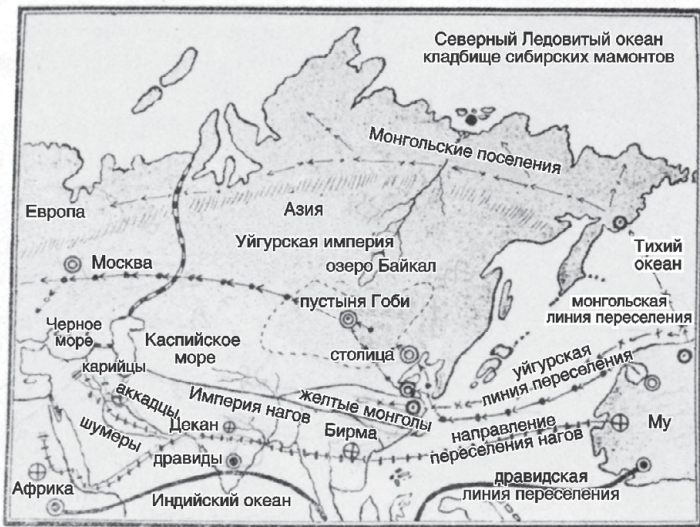 Северный Ледовитый океан
кладбище сибирских мамонтов
Монгольские поселения
Европа
Азия
Уйгурская империя
Тихий
океан
Москва
озеро Байкал
пустыня Гоби
монгольская
линия переселения
Черное
море
Каспийское
море
столица
уйгурская
линия переселения
карийцы
аккадцы
Империя нагов
желтые монголы
Му
шумеры
Декан
Бирма
направление
переселения нагов
дравиды
дравидская
линия переселения
Африка
Индийский океан